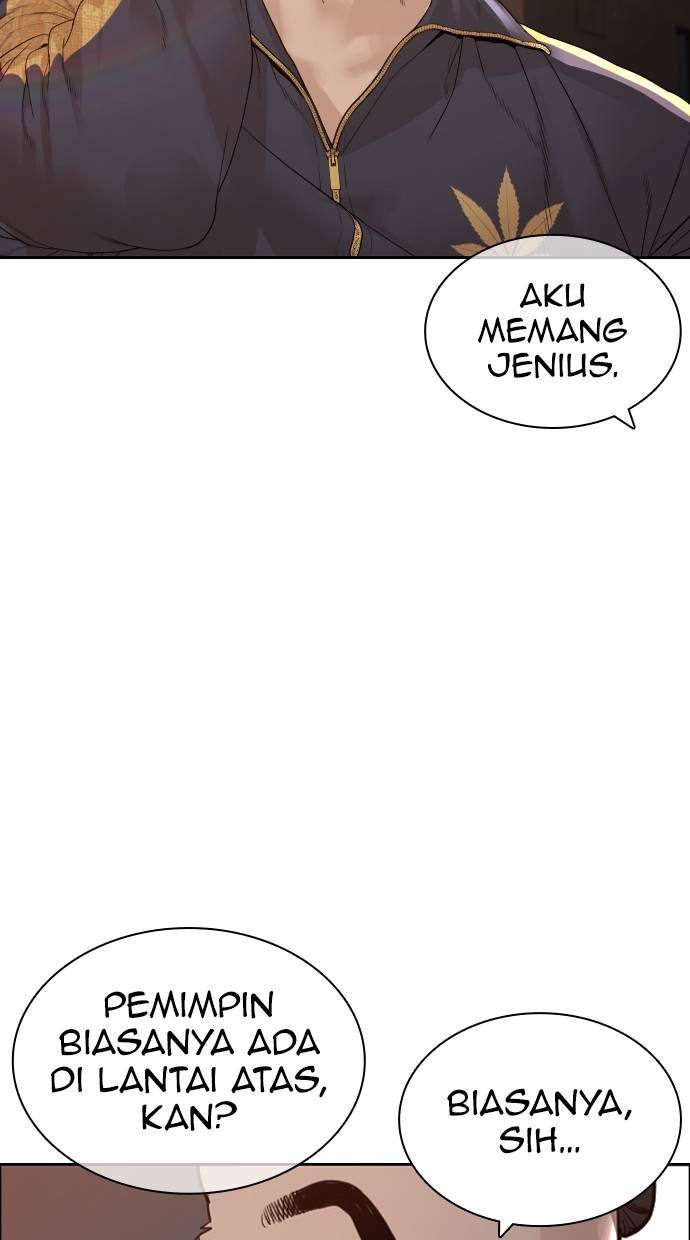 AKU
MEMANG
JENIUS.
PEMIMPIN
BIASANYA ADA
DI LANTAI ATAS,
KAN?
BIASANYA,
SIH...